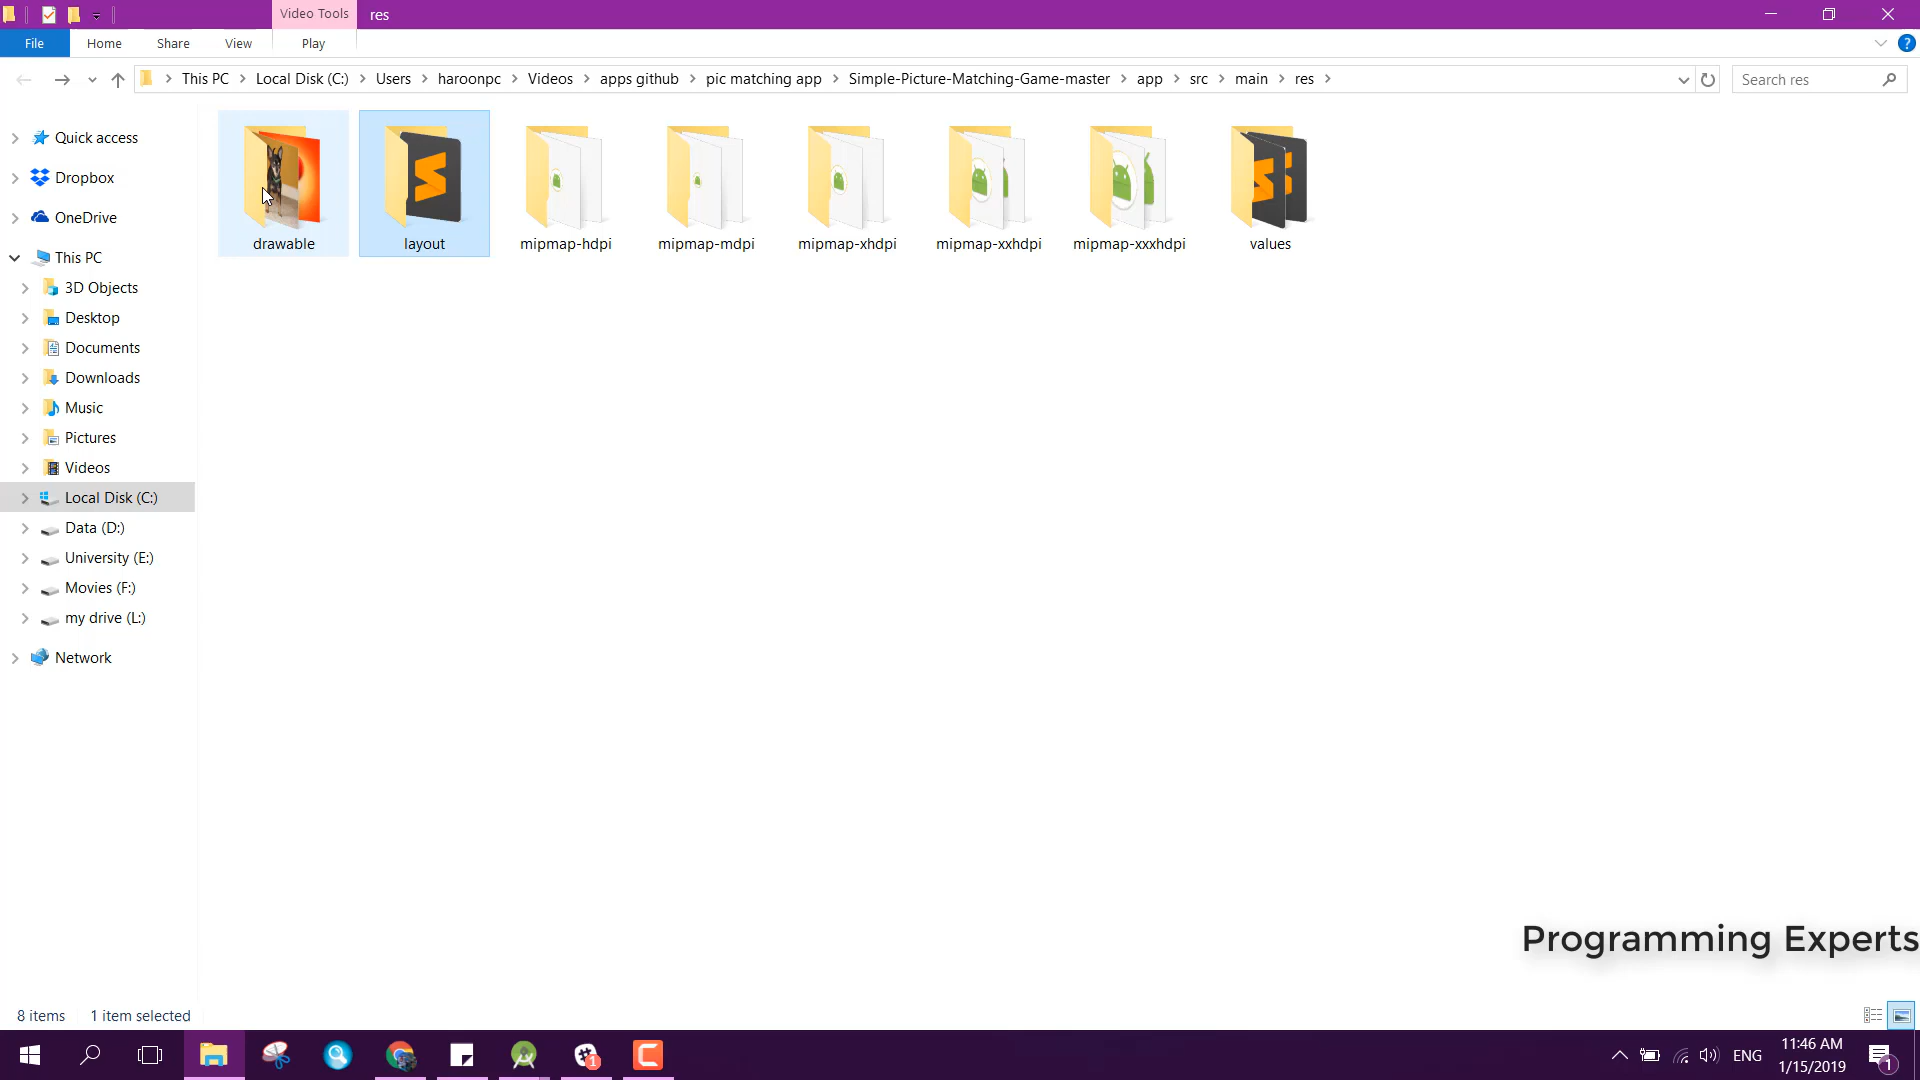 Video Tools
res
File
Home
Share
View
Play
This PC
Local Disk (C:)
Users
haroonpc
Videos
apps github
pic matching app
Simple-Picture-Matching-Game-master
app
src
main
res
Search res
Quick access
Dropbox
OneDrive
This PC
3D Objects
Desktop
Documents
Downloads
Music
Pictures
Videos
Local Disk (C:)
Data (D:)
University (E:)
Movies (F:)
my drive (L:)
Network
drawable
layout
mipmap-hdpi
mipmap-mdpi
mipmap-xhdpi
mipmap-xxhdpi
mipmap-xxxhdpi
values
Programming Experts
8 items
1 item selected
1
ENG
11:46 AM
1/15/2019
1